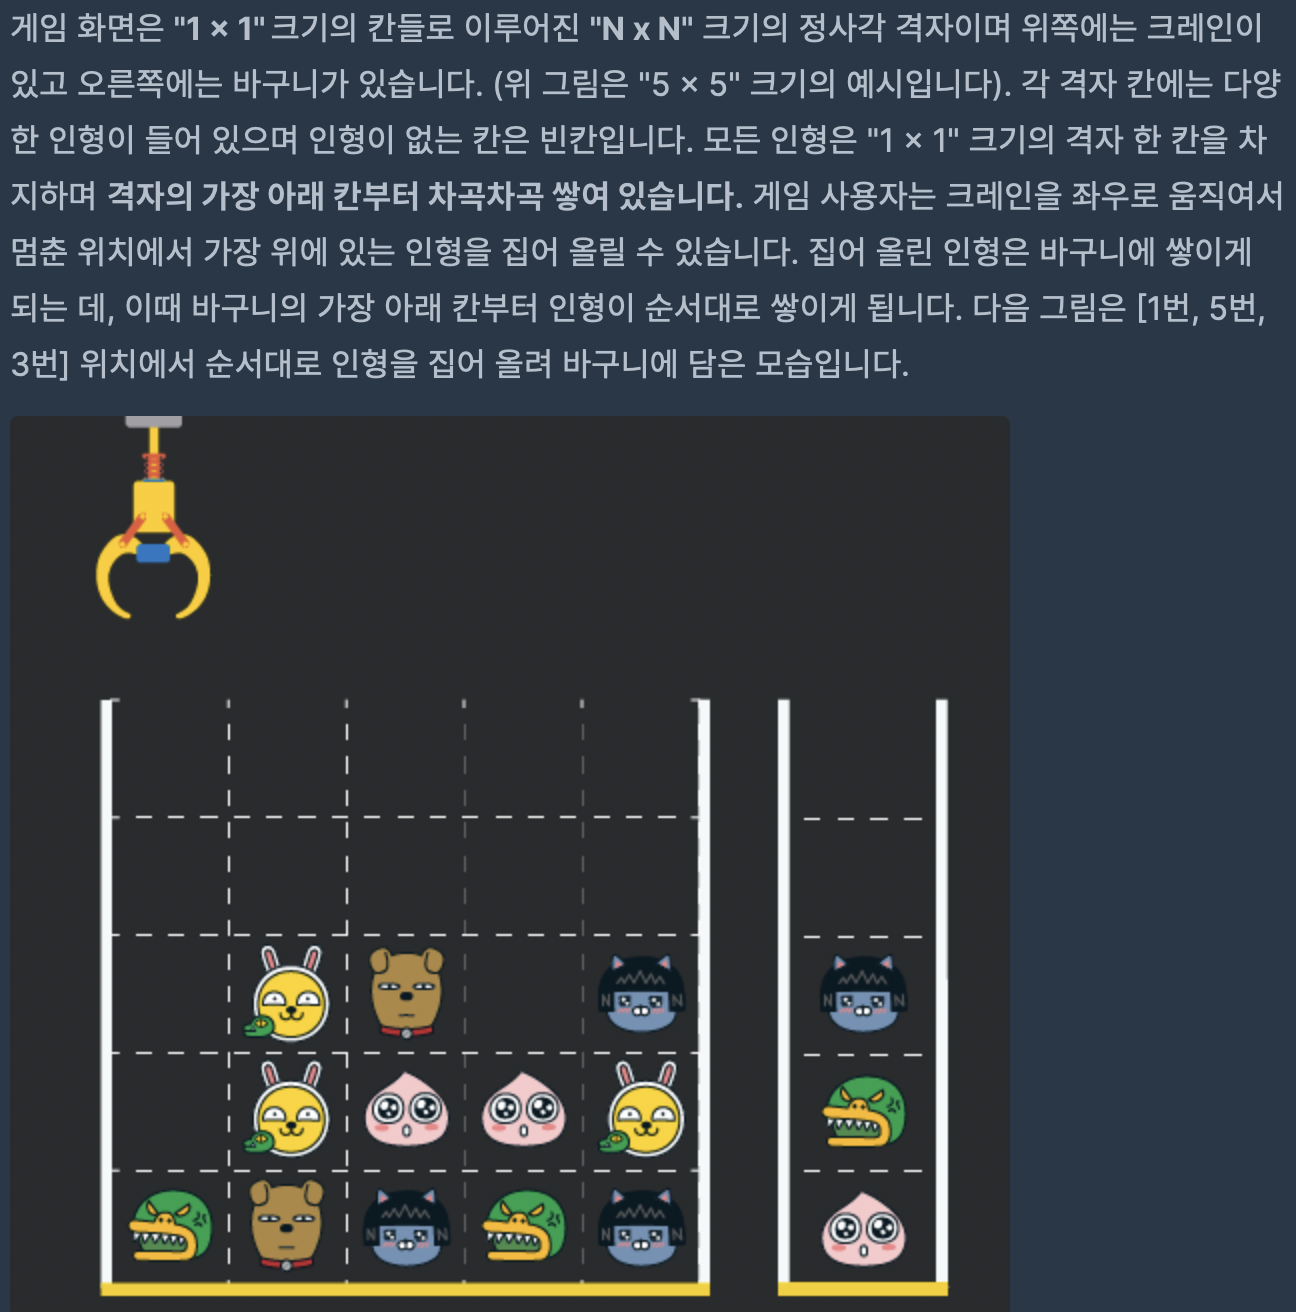 게임 화면은 "1 × 1" 크기의 칸들로 이루어진 "N x N" 크기의 정사각 격자이며 위쪽에는 크레인이
있고 오른쪽에는 바구니가 있습니다. (위 그림은 "5 × 5" 크기의 예시입니다). 각 격자 칸에는 다양
한 인형이 들어 있으며 인형이 없는 칸은 빈칸입니다. 모든 인형은 "1 × 1" 크기의 격자 한 칸을 차
지하며 격자의 가장 아래 칸부터 차곡차곡 쌓여 있습니다. 게임 사용자는 크레인을 좌우로 움직여서
멈춘 위치에서 가장 위에 있는 인형을 집어 올릴 수 있습니다. 집어 올린 인형은 바구니에 쌓이게
되는 데, 이때 바구니의 가장 아래 칸부터 인형이 순서대로 쌓이게 됩니다. 다음 그림은 [1번, 5번,
3번] 위치에서 순서대로 인형을 집어 올려 바구니에 담은 모습입니다.